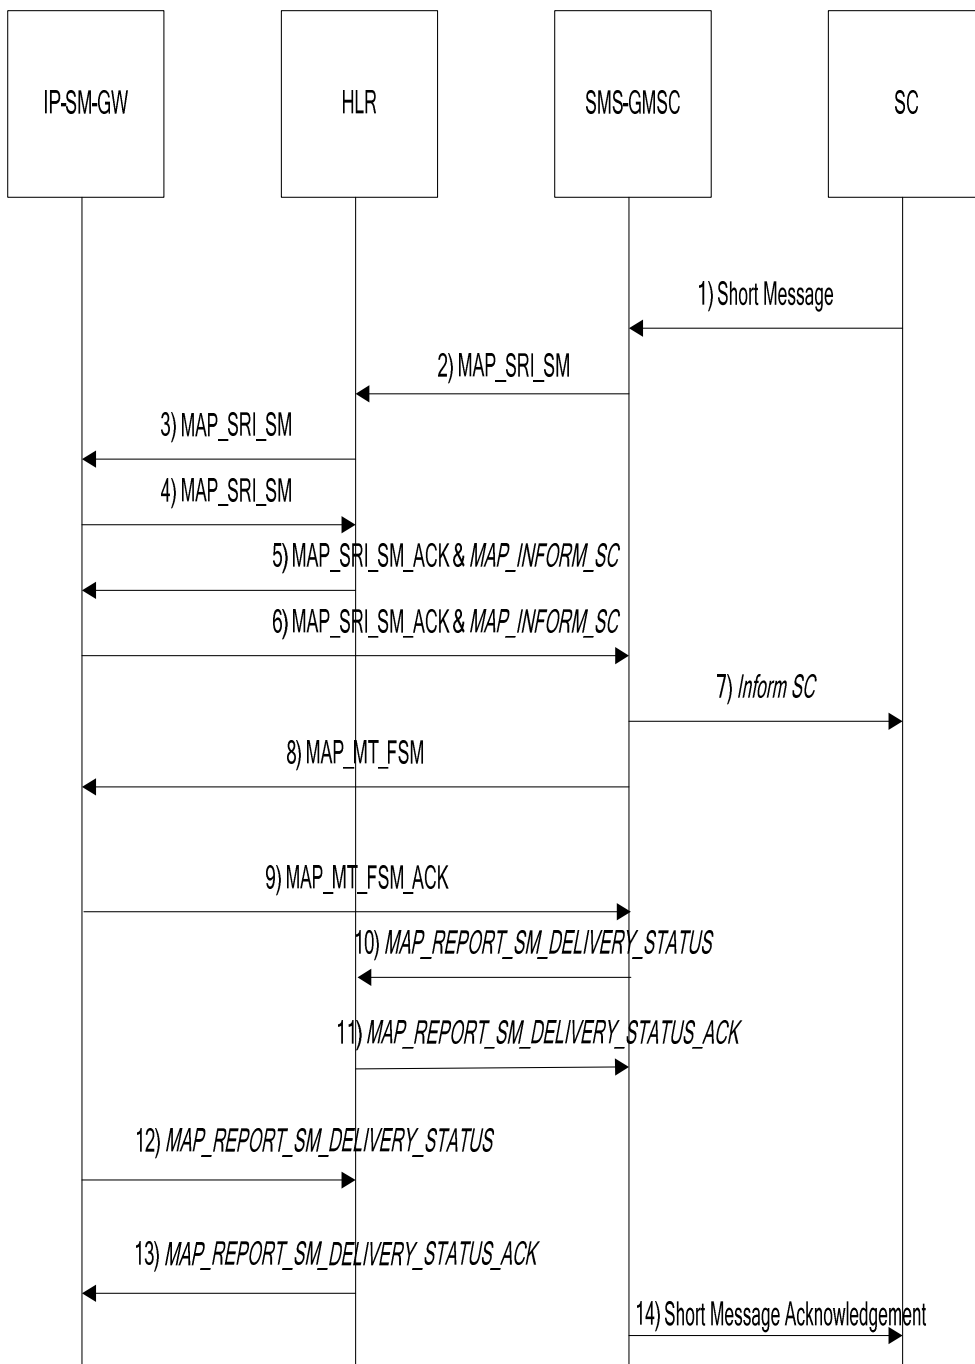 IP-SM-GW
HLR
SMS-GMSC
SC
1) Short Message
2) MAP_SRI_SM
3) MAP_SRI_SM
4) MAP_SRI_SM
5) MAP_SRI_SM_ACK & MAP_INFORM_SC
6) MAP_SRI_SM_ACK & MAP_INFORM_SC
7) Inform SC
8) MAP_MT_FSM
9) MAP_MT_FSM_ACK
10) MAP_REPORT_SM_DELIVERY_STATUS
11) MAP_REPORT_SM_DELIVERY_STATUS_ACK
12) MAP_REPORT_SM_DELIVERY_STATUS
13) MAP_REPORT_SM_DELIVERY_STATUS_ACK
14) Short Message Acknowledgement